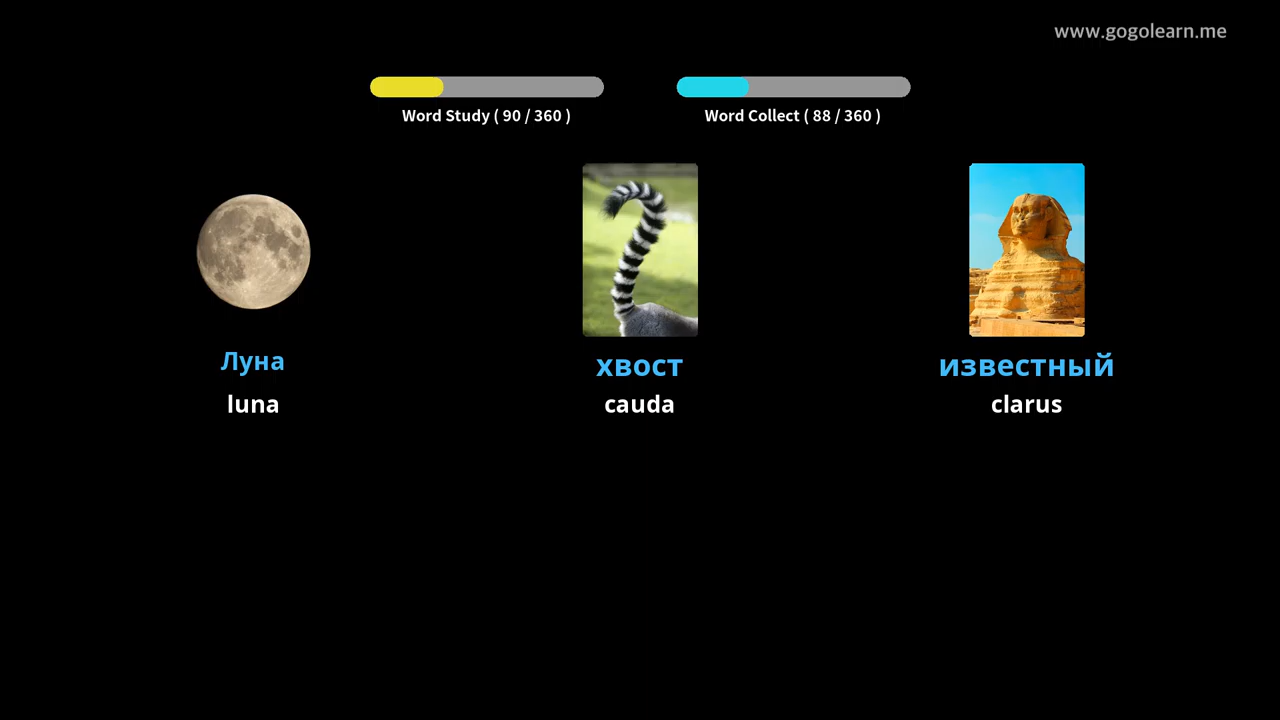 www.gogolearn.me
Word Study ( 90 / 360 )
Word Collect ( 88 / 360 )
Луна
luna
хвост
cauda
известный
clarus